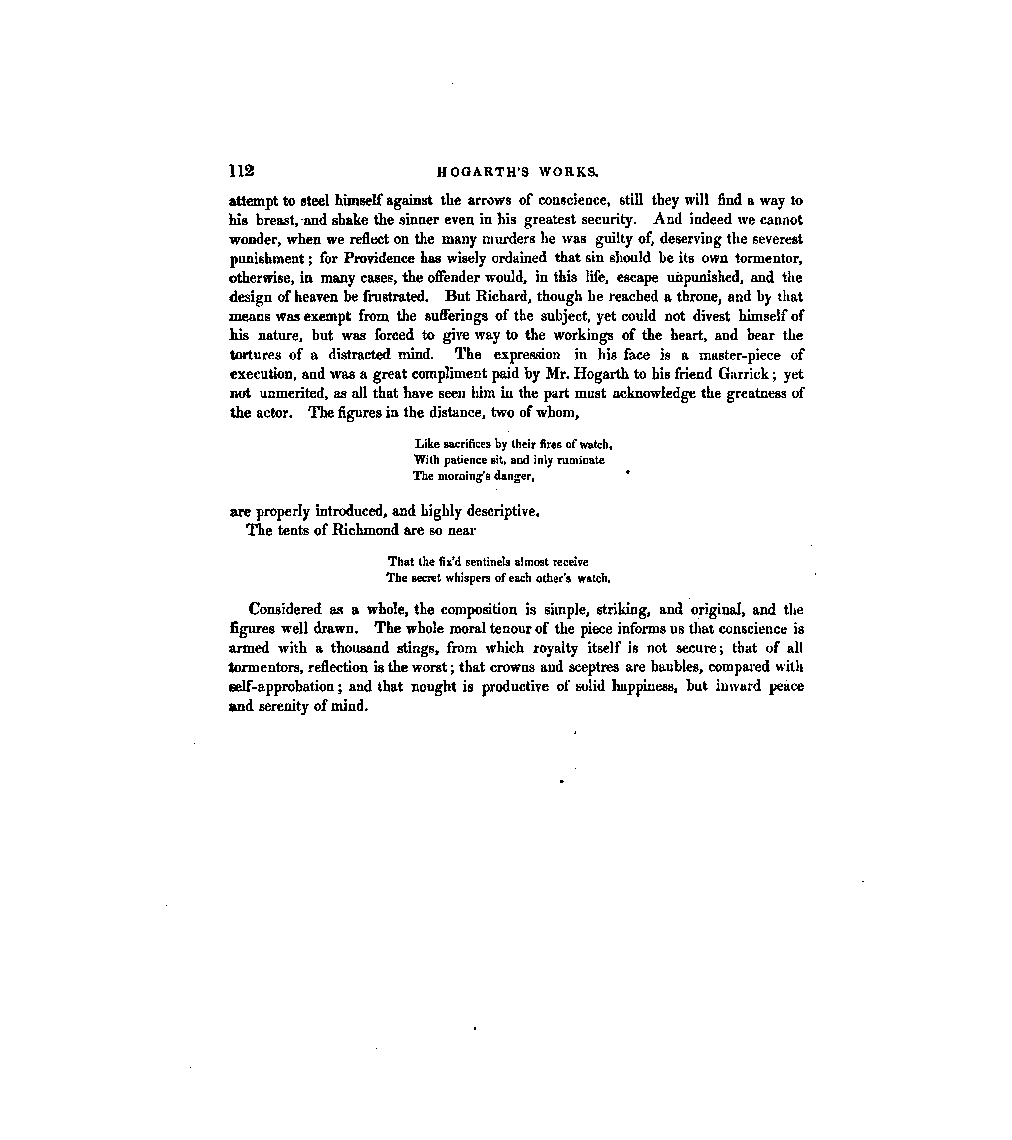 112 HOGARTH'S WORKS.
attempt to steel himself against the arrows of conscience, still they will find a way to
his breast, and shake the sinner even in his greatest security. And indeed we cannot
wonder, when we reflect on the many murders he was guilty of, deserving the severest
punishment; for Providence has wisely ordained that sin should be its own tormentor,
otherwise, in many cases, the offender would, in this life, escape unpunished, and the
design of heaven be frustrated. But Richard, though he reached a throne, and by that
means was exempt from the sufferings of the subject, yet could not divest himself of
his nature, but was forced to give way to the workings of the heart, and bear the
tortures of a distracted mind. The expression in his face is a master-piece of
execution, and was a great compliment paid by Mr. Hogarth to his friend Garrick; yet
not unmerited, as all that have seen him in the part must acknowledge the greatness of
the actor. The figures in the distance, two of whom,
Like sacrifices by their fires of watch,
With patience sit, and inly ruminate
The morning's danger,
are properly introduced, and highly descriptive.
The tents of Richmond are so near
That the fix'd sentinels almost receive
The secret whispers of each other's watch.
Considered as a whole, the composition is simple, striking, and original, and the
figures well drawn. The whole moral tenour of the piece informs us that conscience is
armed with a thousand stings, from which royalty itself is not secure; that of all
tormentors, reflection is the worst; that crowns and sceptres are baubles, compared with
self-approbation; and that nought is productive of solid happiness, but inward peace
and serenity of mind.